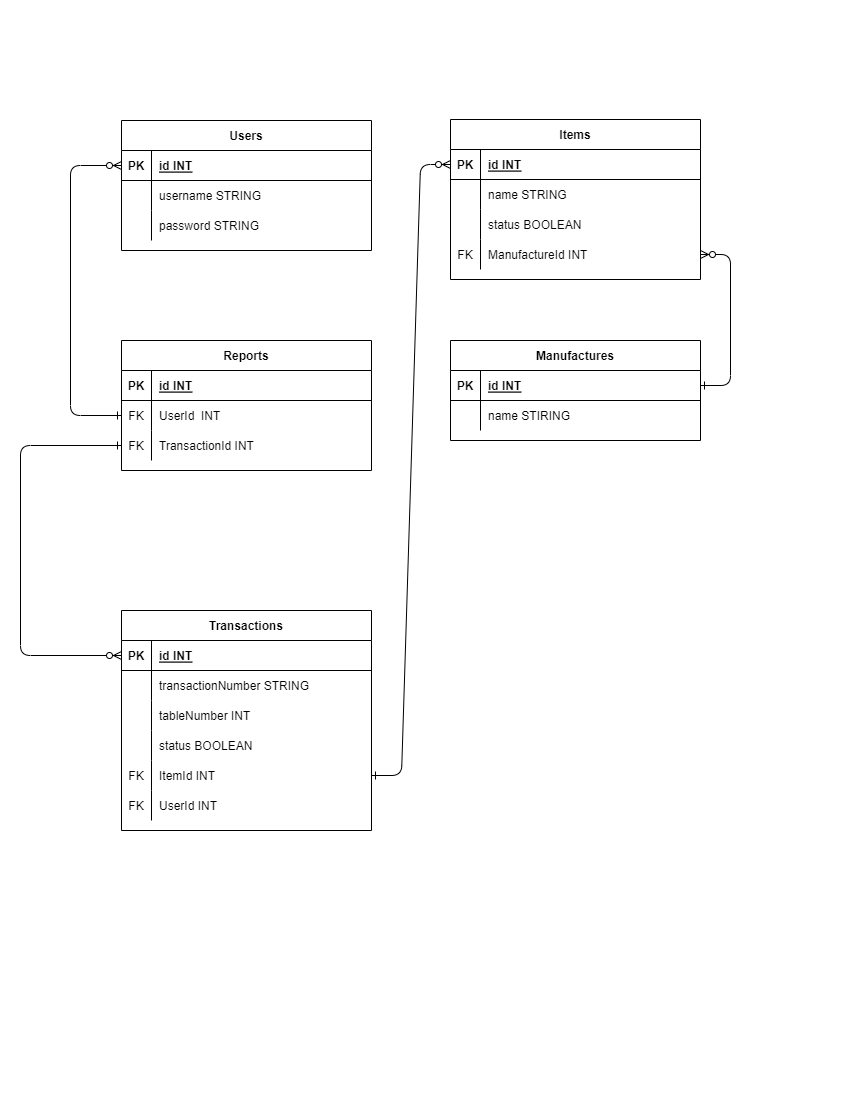 Users
PK id INT
username STRING
password STRING
Items
PK id INT
name STRING
status BOOLEAN
FK ManufactureId INT
Reports
PK id INT
FK UserId  INT
FK TransactionId INT
Manufactures
PK id INT
name STIRING
Transactions
PK id INT
transactionNumber STRING
tableNumber INT
status BOOLEAN
FK ItemId INT
FK UserId INT